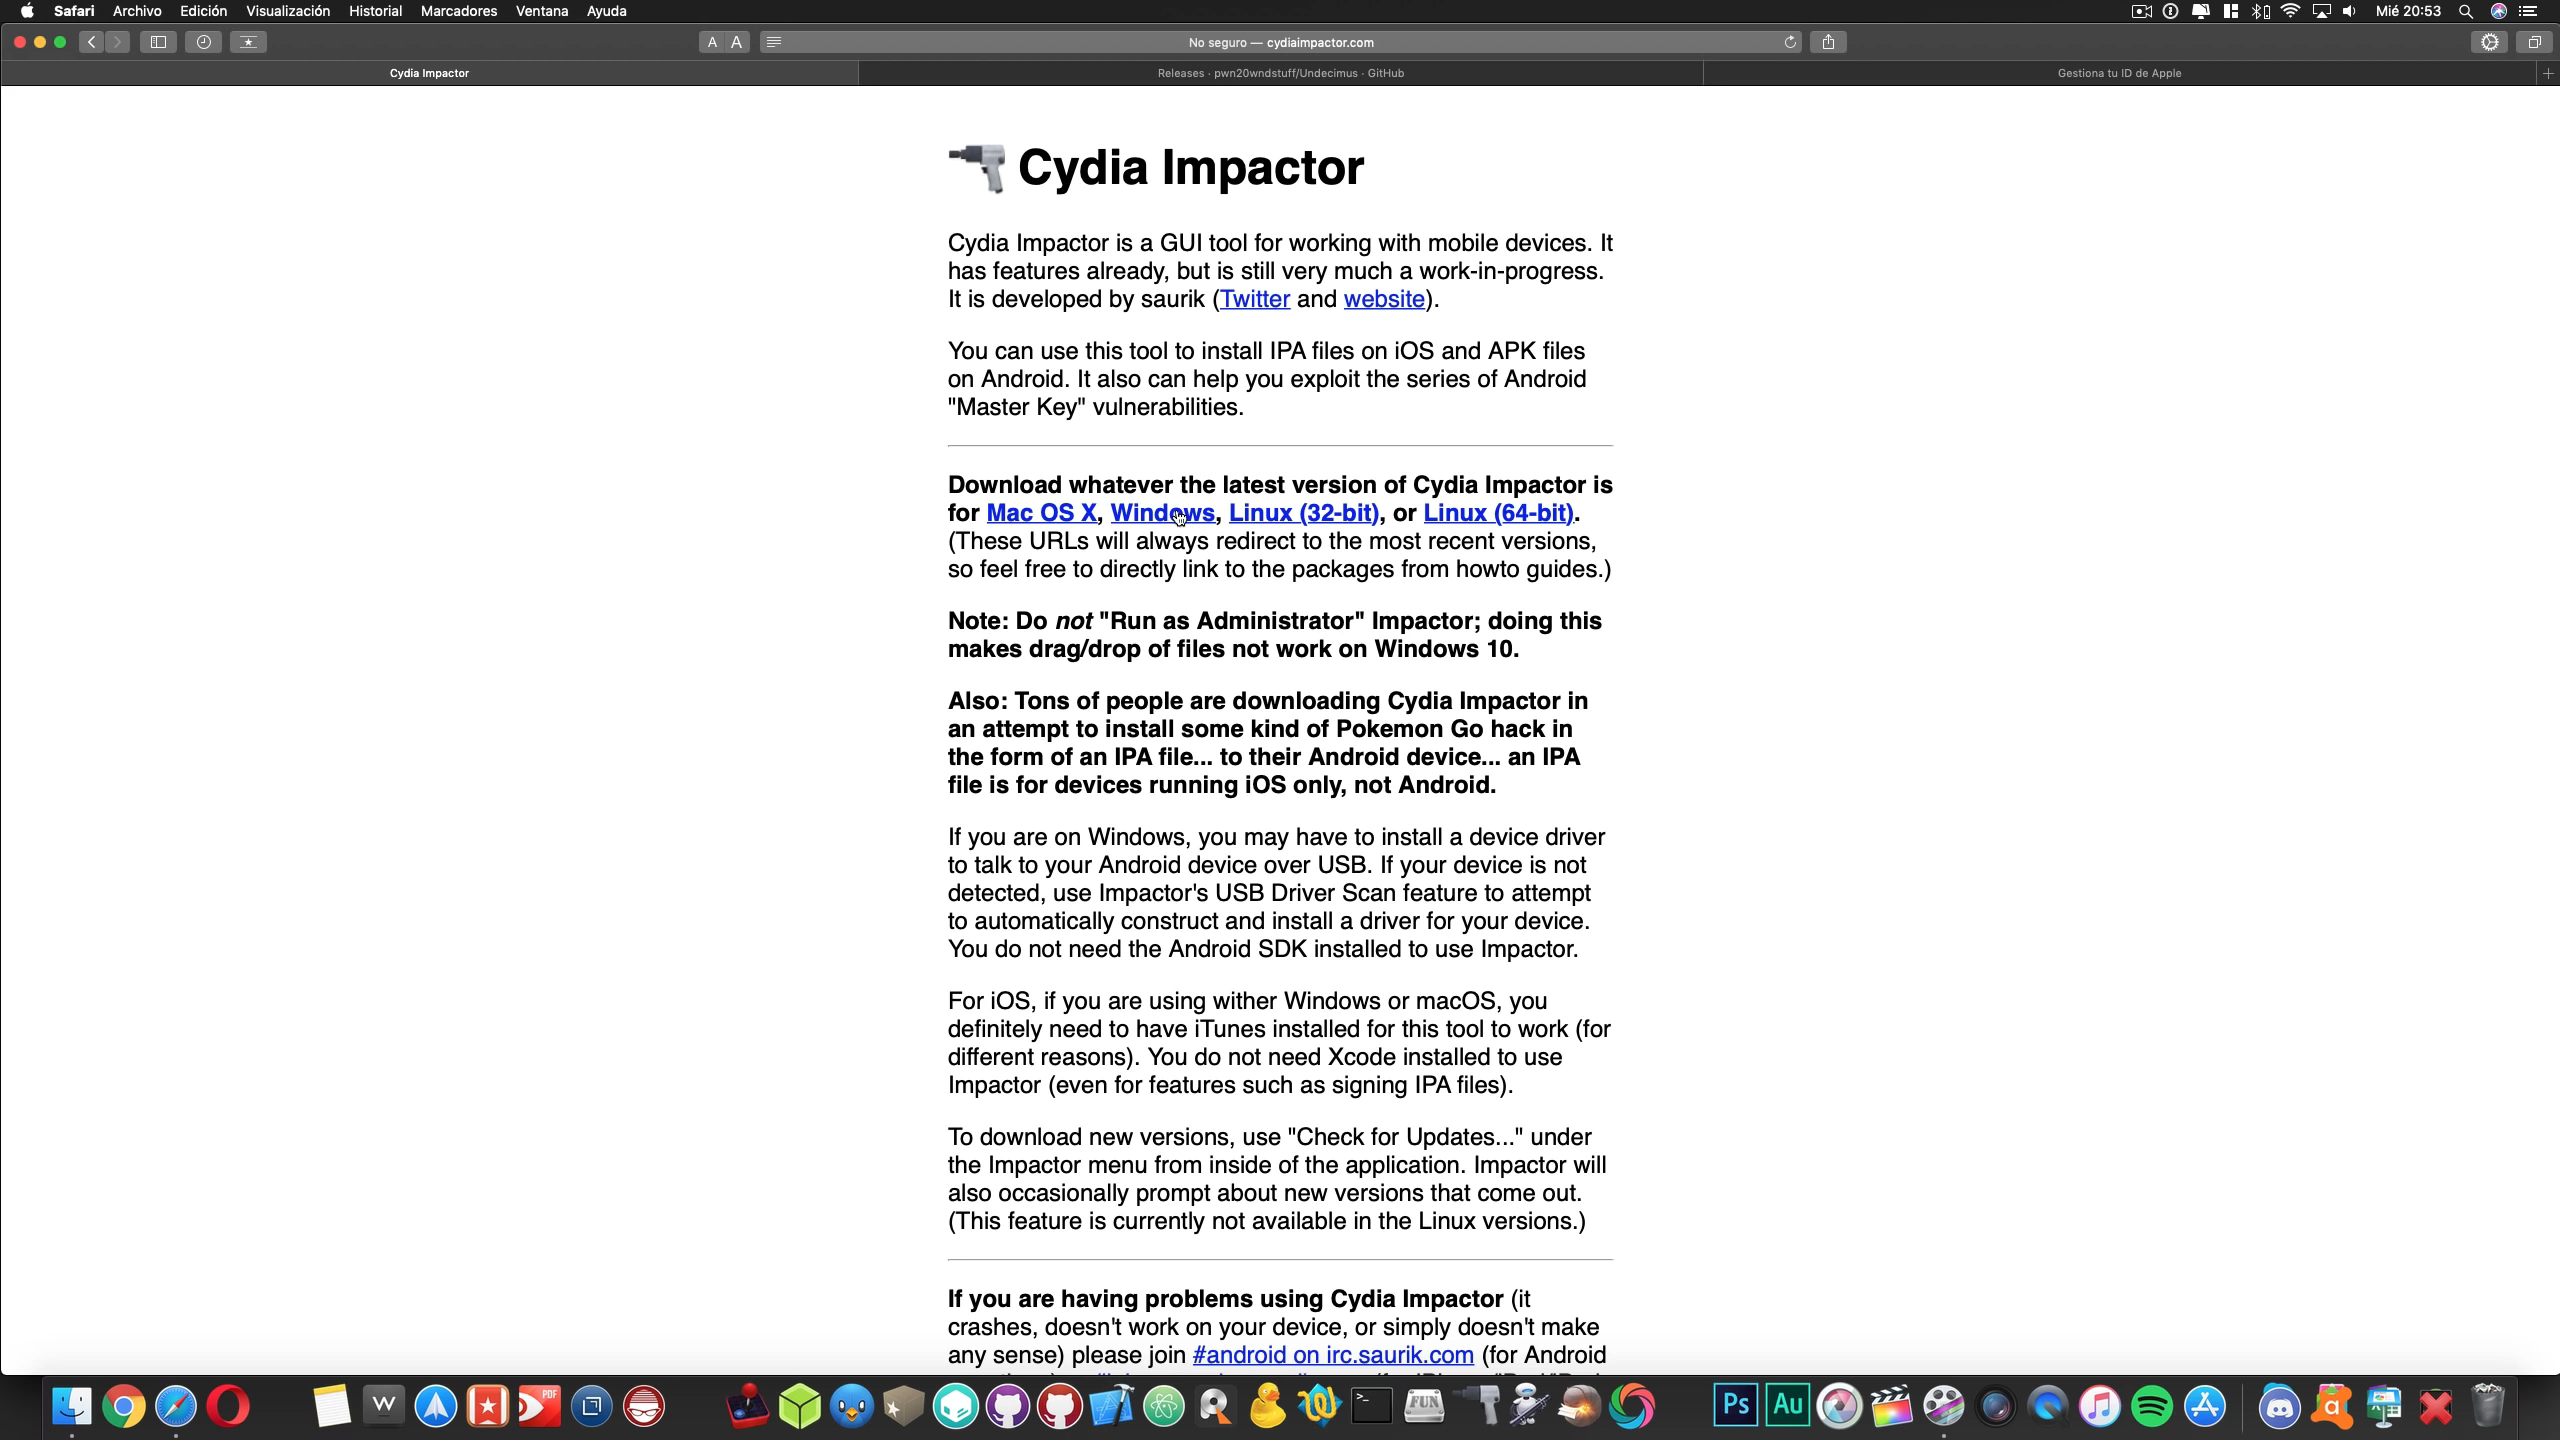 Safari Archivo Edición Visualización Historial Marcadores Ventana Ayuda
Mié 20:53
A A
No seguro — cydiaimpactor.com
Cydia Impactor
Releases · pwn20wndstuff/Undecimus · GitHub
Gestiona tu ID de Apple
Cydia Impactor
Cydia Impactor is a GUI tool for working with mobile devices. It
has features already, but is still very much a work-in-progress.
It is developed by saurik (Twitter and website).
You can use this tool to install IPA files on iOS and APK files
on Android. It also can help you exploit the series of Android
"Master Key" vulnerabilities.
Download whatever the latest version of Cydia Impactor is
for Mac OS X, Windows, Linux (32-bit), or Linux (64-bit).
(These URLs will always redirect to the most recent versions,
so feel free to directly link to the packages from howto guides.)
Note: Do not "Run as Administrator" Impactor; doing this
makes drag/drop of files not work on Windows 10.
Also: Tons of people are downloading Cydia Impactor in
an attempt to install some kind of Pokemon Go hack in
the form of an IPA file... to their Android device... an IPA
file is for devices running iOS only, not Android.
If you are on Windows, you may have to install a device driver
to talk to your Android device over USB. If your device is not
detected, use Impactor's USB Driver Scan feature to attempt
to automatically construct and install a driver for your device.
You do not need the Android SDK installed to use Impactor.
For iOS, if you are using wither Windows or macOS, you
definitely need to have iTunes installed for this tool to work (for
different reasons). You do not need Xcode installed to use
Impactor (even for features such as signing IPA files).
To download new versions, use "Check for Updates..." under
the Impactor menu from inside of the application. Impactor will
also occasionally prompt about new versions that come out.
(This feature is currently not available in the Linux versions.)
If you are having problems using Cydia Impactor (it
crashes, doesn't work on your device, or simply doesn't make
any sense) please join #android on irc.saurik.com (for Android
W PDF >_ FUN Ps Au a